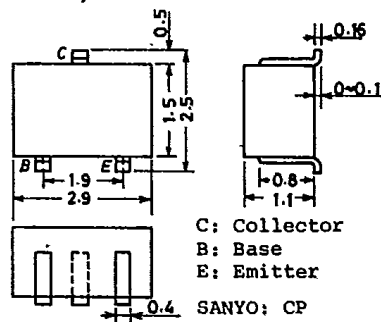 0.5
0.16
C
1.5
2.5
0~0.1
B
E
1.9
2.9
0.8
1.1
C: Collector
B: Base
E: Emitter
0.4
SANYO: CP